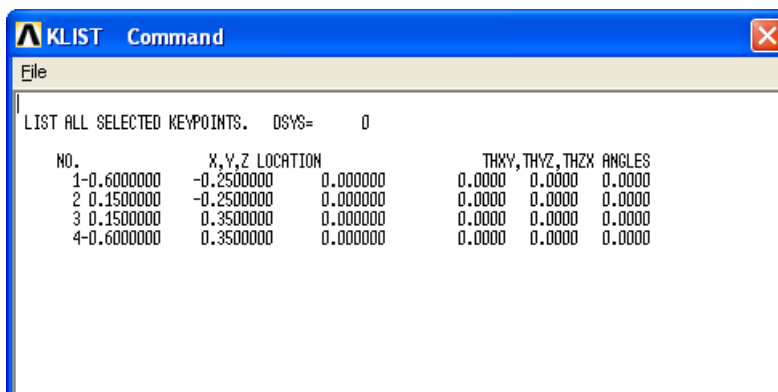 KLIST Command
File
LIST ALL SELECTED KEYPOINTS. DSYS= 0
NO. X,Y,Z LOCATION THXY,THYZ,THZX ANGLES
1-0.6000000 -0.2500000 0.000000 0.0000 0.0000 0.0000
2 0.1500000 -0.2500000 0.000000 0.0000 0.0000 0.0000
3 0.1500000 0.3500000 0.000000 0.0000 0.0000 0.0000
4-0.6000000 0.3500000 0.000000 0.0000 0.0000 0.0000